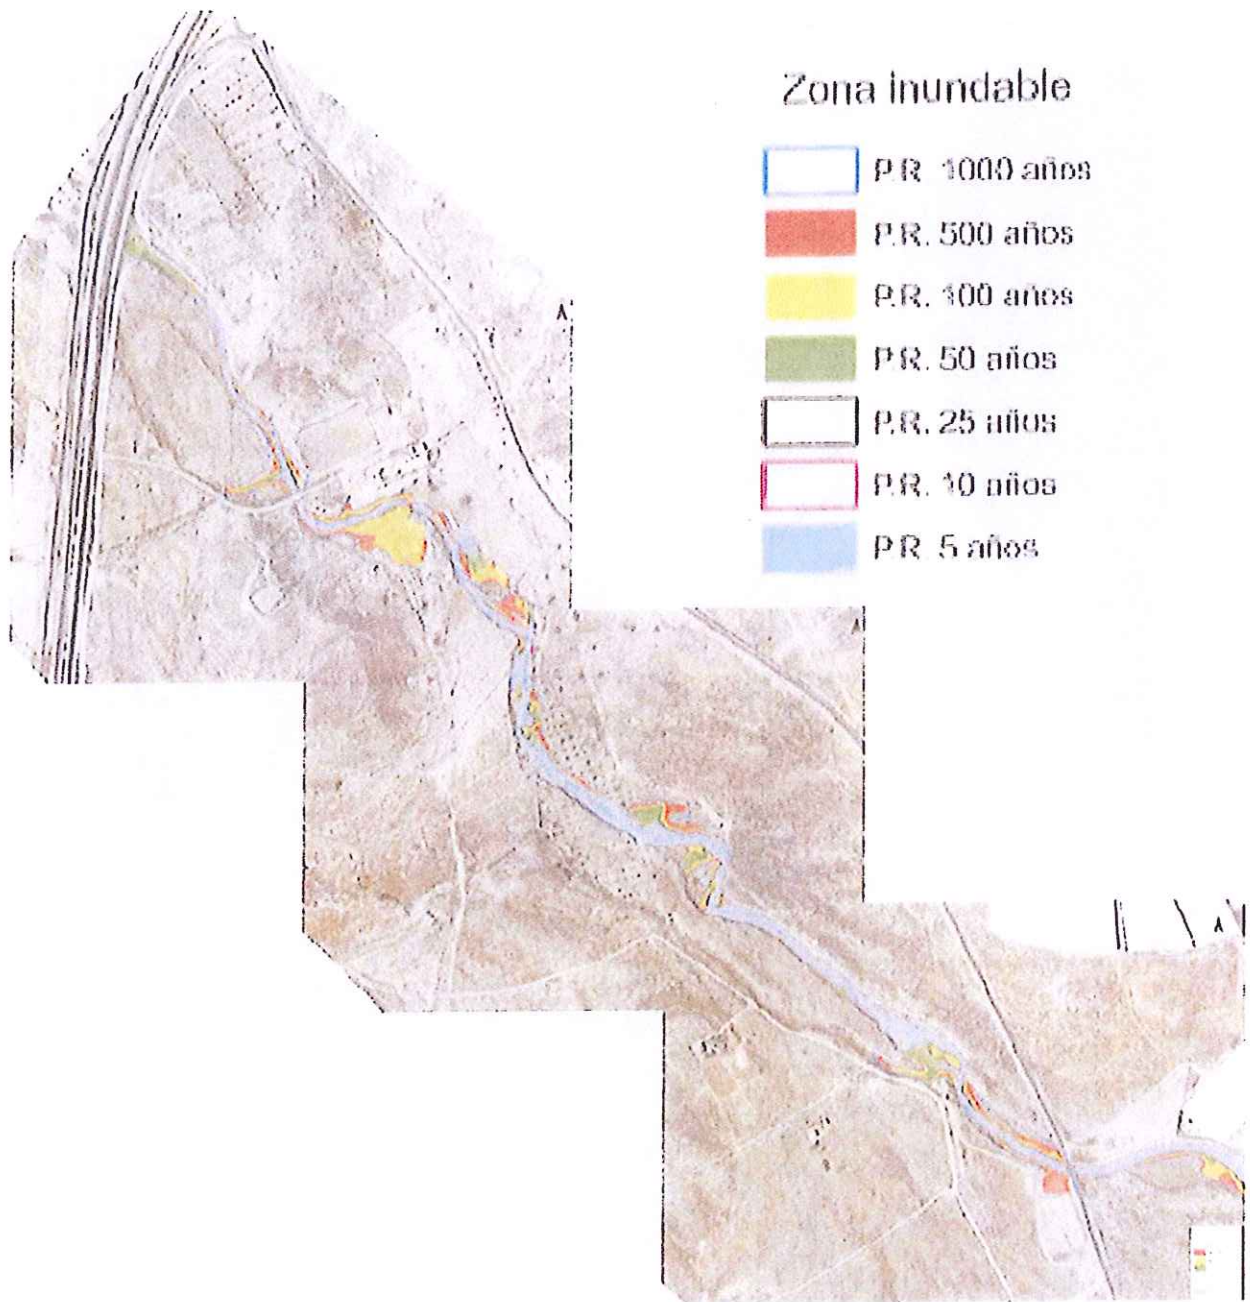 Zona inundable
P.R. 1000 años
P.R. 500 años
P.R. 100 años
P.R. 50 años
P.R. 25 años
P.R. 10 años
P.R. 5 años